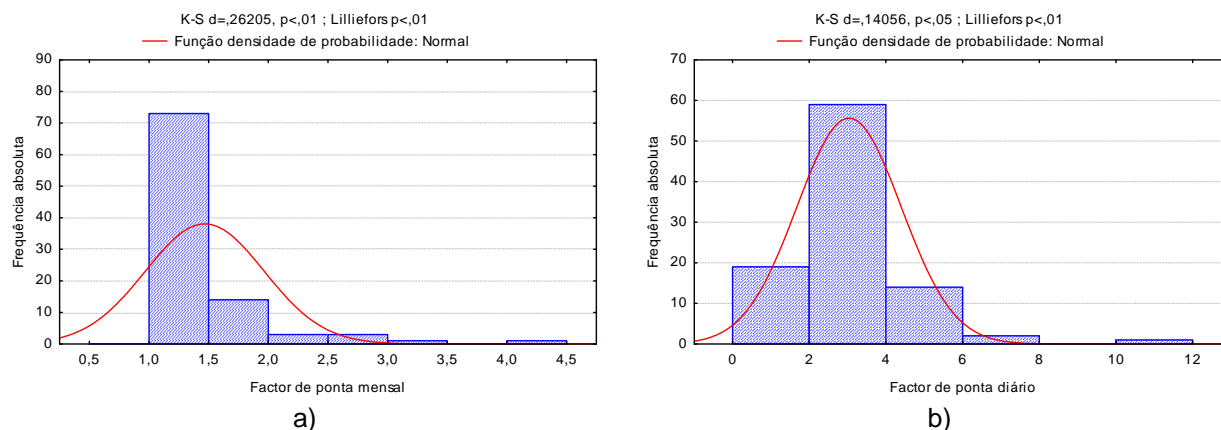 K-S d=,26205, p<,01 ; Lilliefors p<,01
Função densidade de probabilidade: Normal
90
80
70
60
50
40
30
20
10
0
0,5 1,0 1,5 2,0 2,5 3,0 3,5 4,0 4,5
Factor de ponta mensal
Frequência absoluta
a)
K-S d=,14056, p<,05 ; Lilliefors p<,01
Função densidade de probabilidade: Normal
70
60
50
40
30
20
10
0
0 2 4 6 8 10 12
Factor de ponta diário
Frequência absoluta
b)